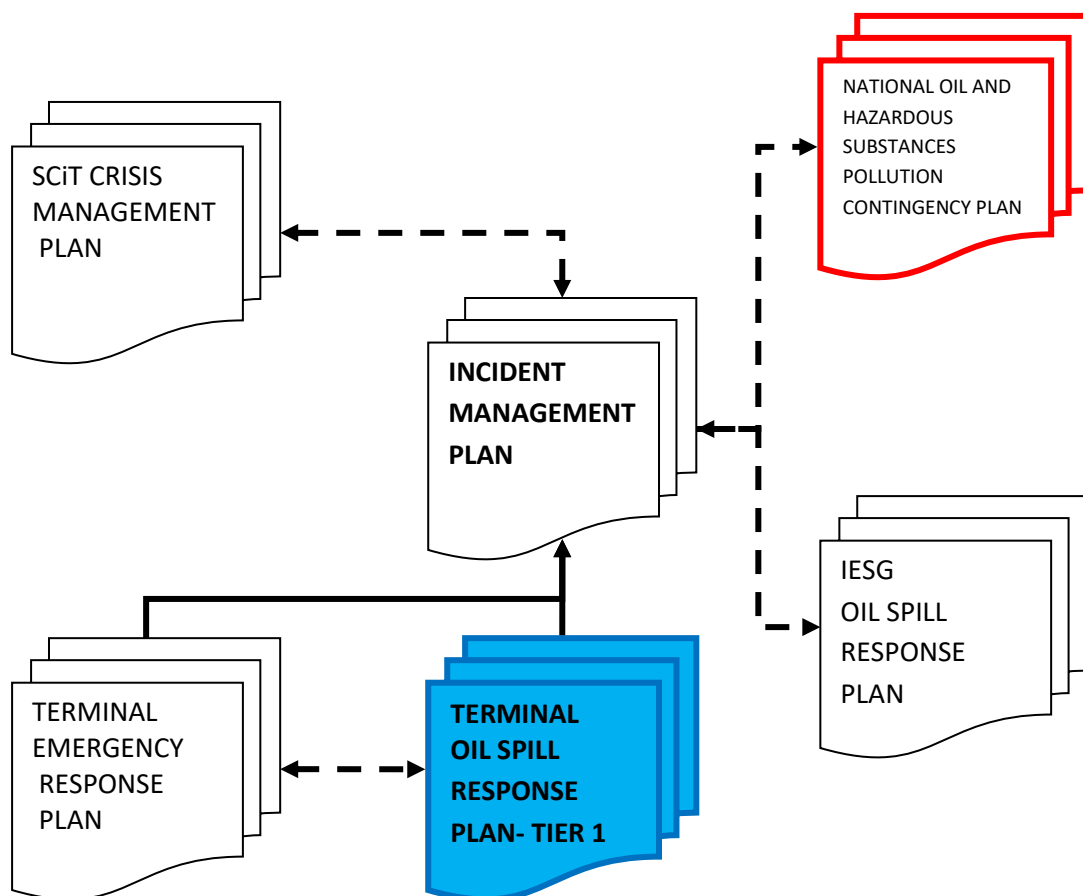 SCiT CRISIS
MANAGEMENT
PLAN
NATIONAL OIL AND
HAZARDOUS
SUBSTANCES
POLLUTION
CONTINGENCY PLAN
INCIDENT
MANAGEMENT
PLAN
IESG
OIL SPILL
RESPONSE
PLAN
TERMINAL
EMERGENCY
RESPONSE
PLAN
TERMINAL
OIL SPILL
RESPONSE
PLAN- TIER 1